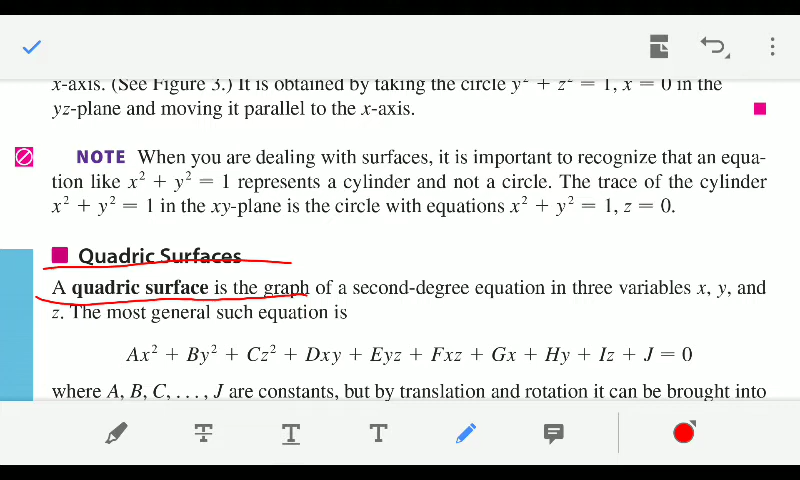 x-axis. (See Figure 3.) It is obtained by taking the circle y² + z² = 1, x = 0 in the
yz-plane and moving it parallel to the x-axis.
NOTE When you are dealing with surfaces, it is important to recognize that an equa-
tion like x² + y² = 1 represents a cylinder and not a circle. The trace of the cylinder
x² + y² = 1 in the xy-plane is the circle with equations x² + y² = 1, z = 0.
Quadric Surfaces
A quadric surface is the graph of a second-degree equation in three variables x, y, and
z. The most general such equation is
Ax² + By² + Cz² + Dxy + Eyz + Fxz + Gx + Hy + Iz + J = 0
where A, B, C, . . . , J are constants, but by translation and rotation it can be brought into
T T T